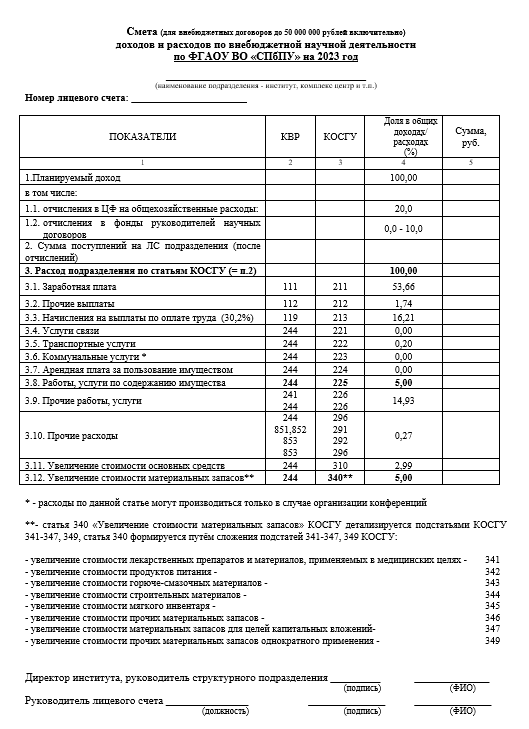 Смета (для внебюджетных договоров до 50 000 000 рублей включительно)
доходов и расходов по внебюджетной научной деятельности
по ФГАОУ ВО «СПбПУ» на 2023 год
(наименование подразделения - институт, комплекс центр и т.п.)
Номер лицевого счета:
ПОКАЗАТЕЛИ КВР КОСГУ Доля в общих доходах/ расходах (%) Сумма, руб.
1 2 3 4 5
1.Планируемый доход 100,00
в том числе:
1.1. отчисления в ЦФ на общехозяйственные расходы: 20,0
1.2. отчисления в фонды руководителей научных договоров 0,0 - 10,0
2. Сумма поступлений на ЛС подразделения (после отчислений)
3. Расход подразделения по статьям КОСГУ (= п.2) 100,00
3.1. Заработная плата 111 211 53,66
3.2. Прочие выплаты 112 212 1,74
3.3. Начисления на выплаты по оплате труда (30,2%) 119 213 16,21
3.4. Услуги связи 244 221 0,00
3.5. Транспортные услуги 244 222 0,20
3.6. Коммунальные услуги * 244 223 0,00
3.7. Арендная плата за пользование имуществом 244 224 0,00
3.8. Работы, услуги по содержанию имущества 244 225 5,00
3.9. Прочие работы, услуги 241 226 14,93
244 226
3.10. Прочие расходы 244 296 0,27
851,852 291
853 292
853 296
3.11. Увеличение стоимости основных средств 244 310 2,99
3.12. Увеличение стоимости материальных запасов** 244 340** 5,00
* - расходы по данной статье могут производиться только в случае организации конференций
**- статья 340 «Увеличение стоимости материальных запасов» КОСГУ детализируется подстатьями КОСГУ
341-347, 349, статья 340 формируется путём сложения подстатей 341-347, 349 КОСГУ:
- увеличение стоимости лекарственных препаратов и материалов, применяемых в медицинских целях - 341
- увеличение стоимости продуктов питания - 342
- увеличение стоимости горюче-смазочных материалов - 343
- увеличение стоимости строительных материалов - 344
- увеличение стоимости мягкого инвентаря - 345
- увеличение стоимости прочих материальных запасов - 346
- увеличение стоимости материальных запасов для целей капитальных вложений- 347
- увеличение стоимости прочих материальных запасов однократного применения - 349
Директор института, руководитель структурного подразделения
(подпись) (ФИО)
Руководитель лицевого счета
(должность) (подпись) (ФИО)